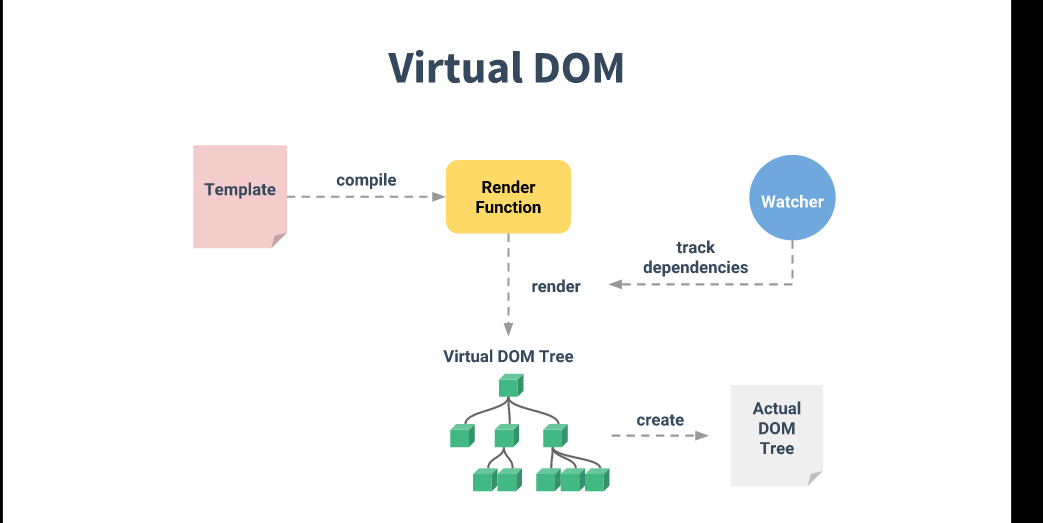 Virtual DOM
Template
compile
Render
Function
Watcher
track
dependencies
render
Virtual DOM Tree
create
Actual
DOM
Tree